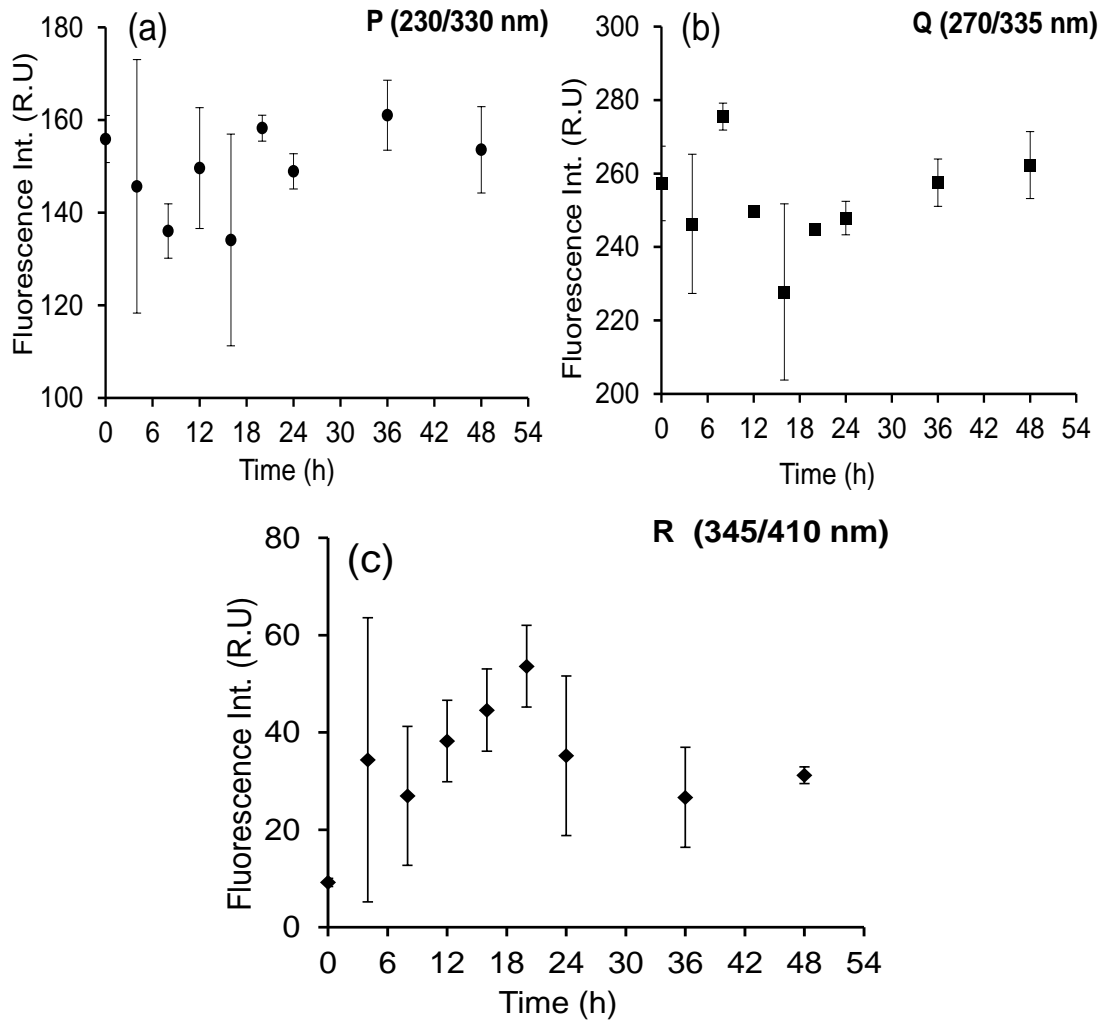 (a)
P (230/330 nm)
Fluorescence Int. (R.U)
180
160
140
120
100
0 6 12 18 24 30 36 42 48 54
Time (h)
(b)
Q (270/335 nm)
Fluorescence Int. (R.U)
300
280
260
240
220
200
0 6 12 18 24 30 36 42 48 54
Time (h)
(c)
R (345/410 nm)
Fluorescence Int. (R.U)
80
60
40
20
0
0 6 12 18 24 30 36 42 48 54
Time (h)